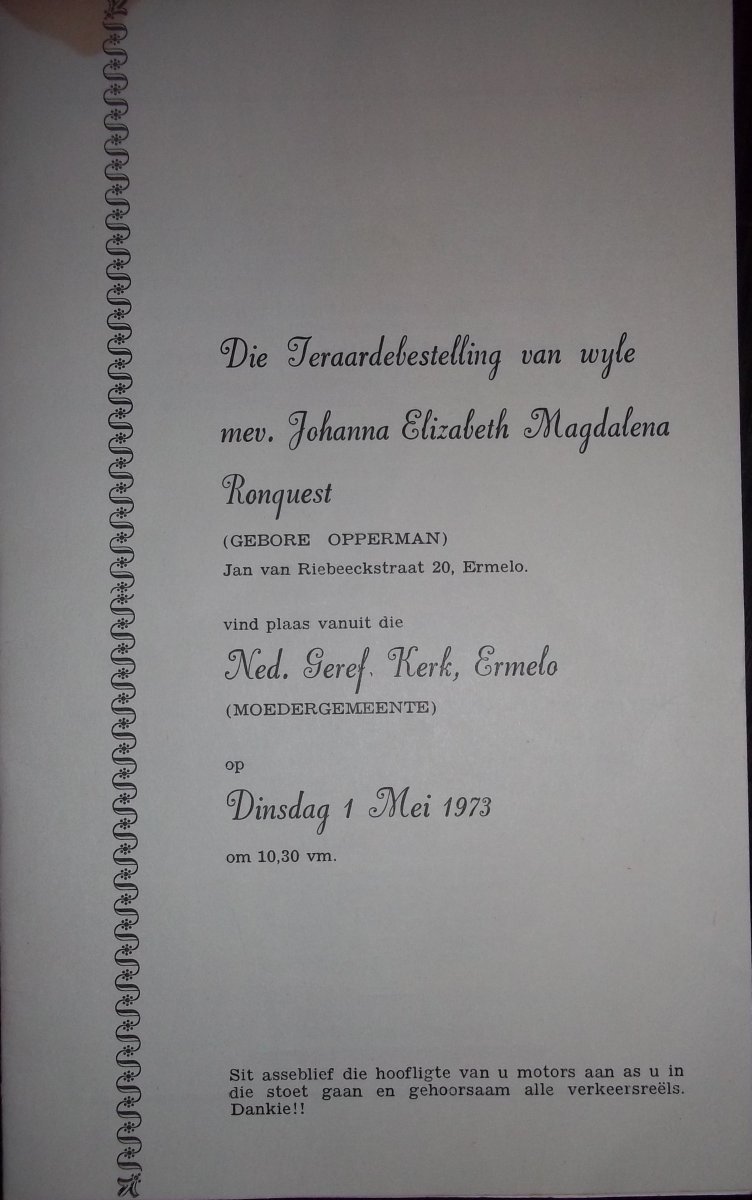 Die Teraardebestelling van wyle
mev. Johanna Elizabeth Magdalena
Ronquest
(GEBORE OPPERMAN)
Jan van Riebeeckstraat 20, Ermelo.
vind plaas vanuit die
Ned. Geref. Kerk, Ermelo
(MOEDERGEMEENTE)
op
Dinsdag 1 Mei 1973
om 10,30 vm.
Sit asseblief die hoofligte van u motors aan as u in
die stoet gaan en gehoorsaam alle verkeersreëls.
Dankie!!